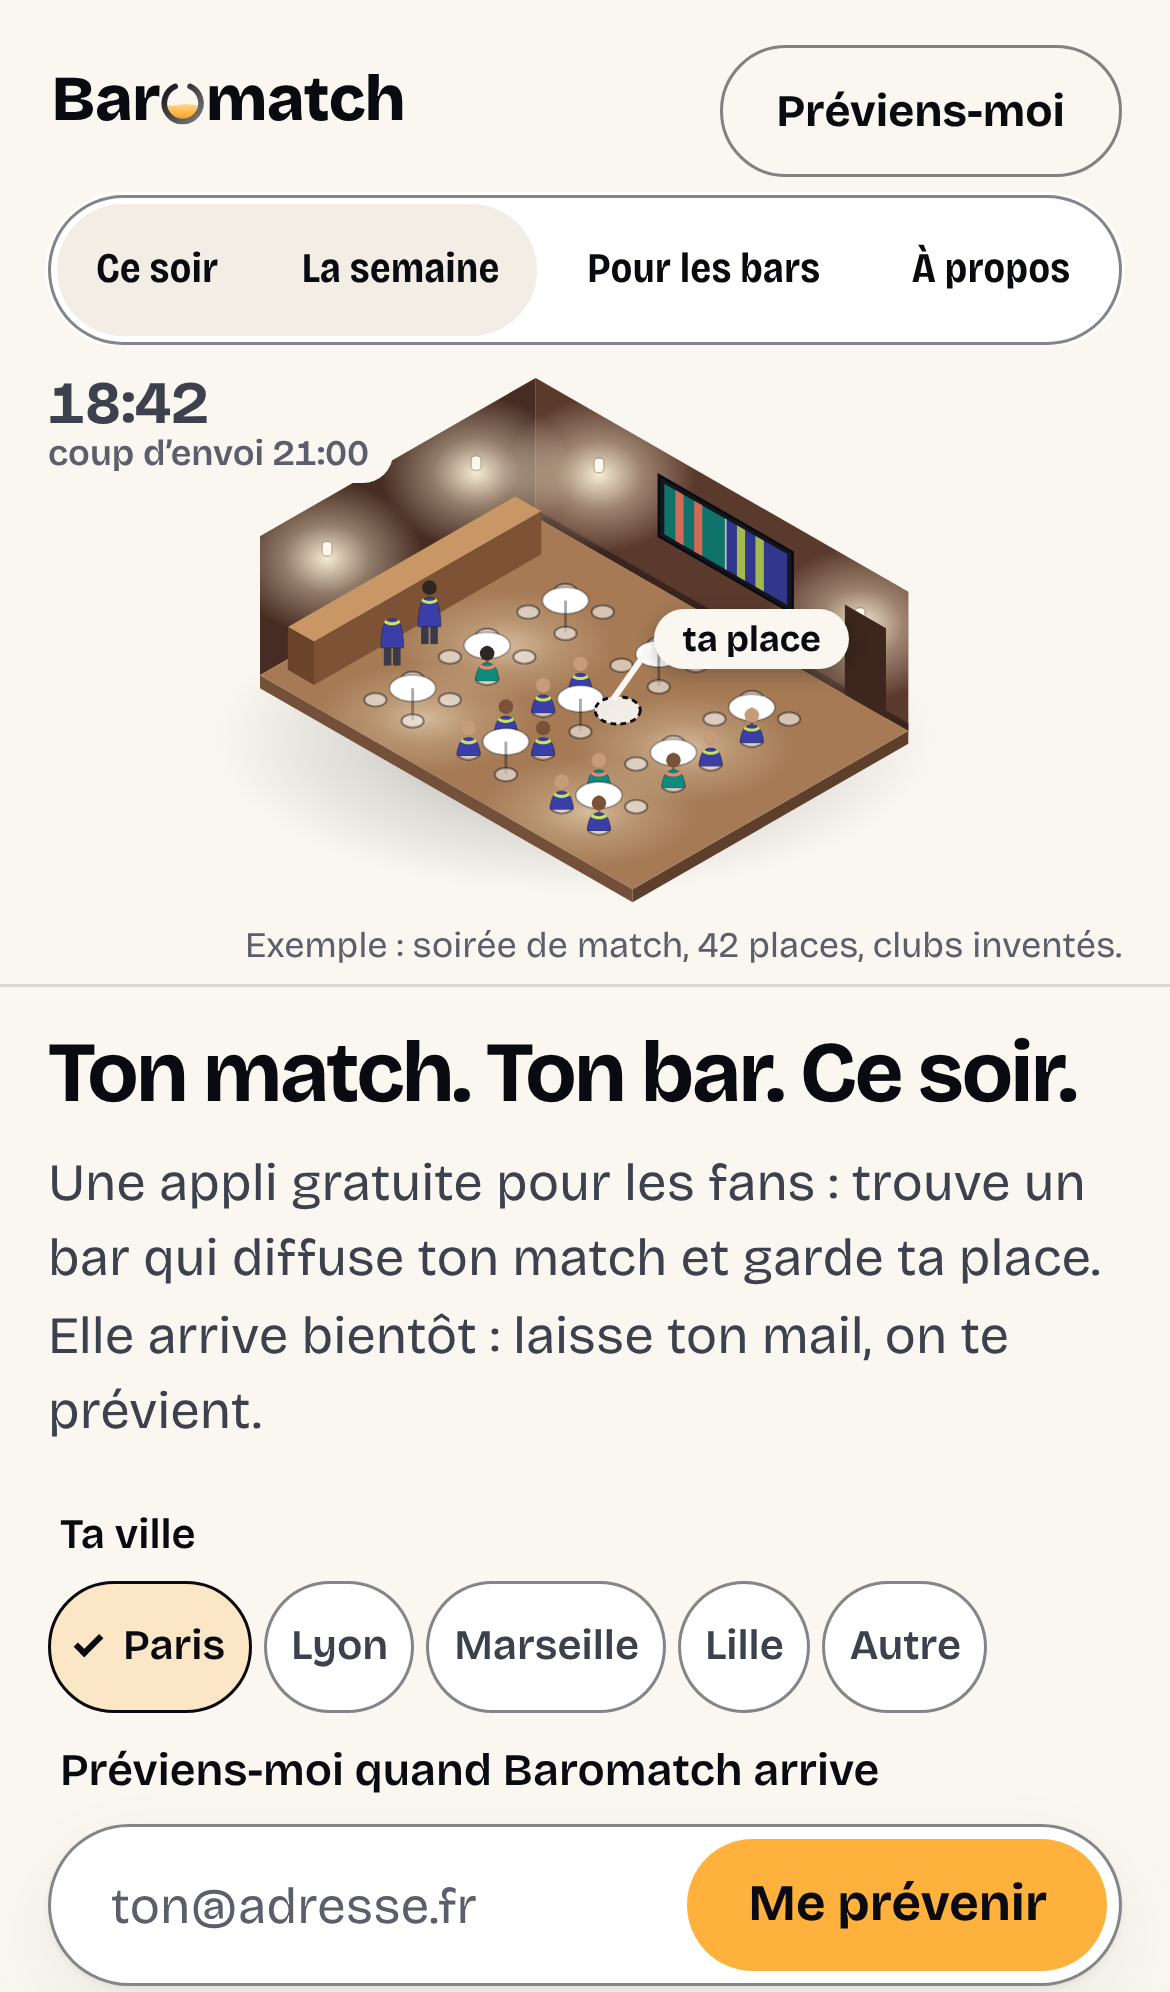 Baromatch
Préviens-moi
Ce soir
La semaine
Pour les bars
À propos
18:42
coup d’envoi 21:00
ta place
Exemple : soirée de match, 42 places, clubs inventés.
Ton match. Ton bar. Ce soir.
Une appli gratuite pour les fans : trouve un
bar qui diffuse ton match et garde ta place.
Elle arrive bientôt : laisse ton mail, on te
prévient.
Ta ville
Paris
Lyon
Marseille
Lille
Autre
Préviens-moi quand Baromatch arrive
ton@adresse.fr
Me prévenir